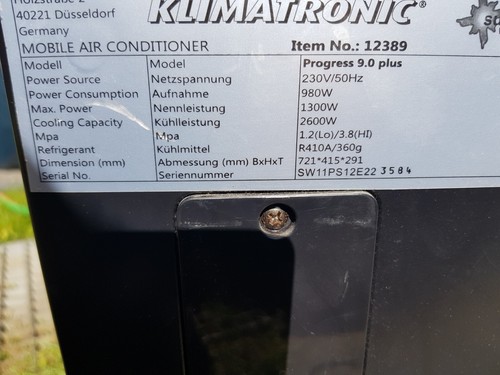 Holzstraße 2
40221 Düsseldorf
Germany
KLIMATRONIC®
MOBILE AIR CONDITIONER Item No.: 12389
Modell Model Progress 9.0 plus
Power Source Netzspannung 230V/50Hz
Power Consumption Aufnahme 980W
Max. Power Nennleistung 1300W
Cooling Capacity Kühlleistung 2600W
Mpa Mpa 1.2(Lo)/3.8(HI)
Refrigerant Kühlmittel R410A/360g
Dimension (mm) Abmessung (mm) BxHxT 721*415*291
Serial No. Seriennummer SW11PS12E22 3584